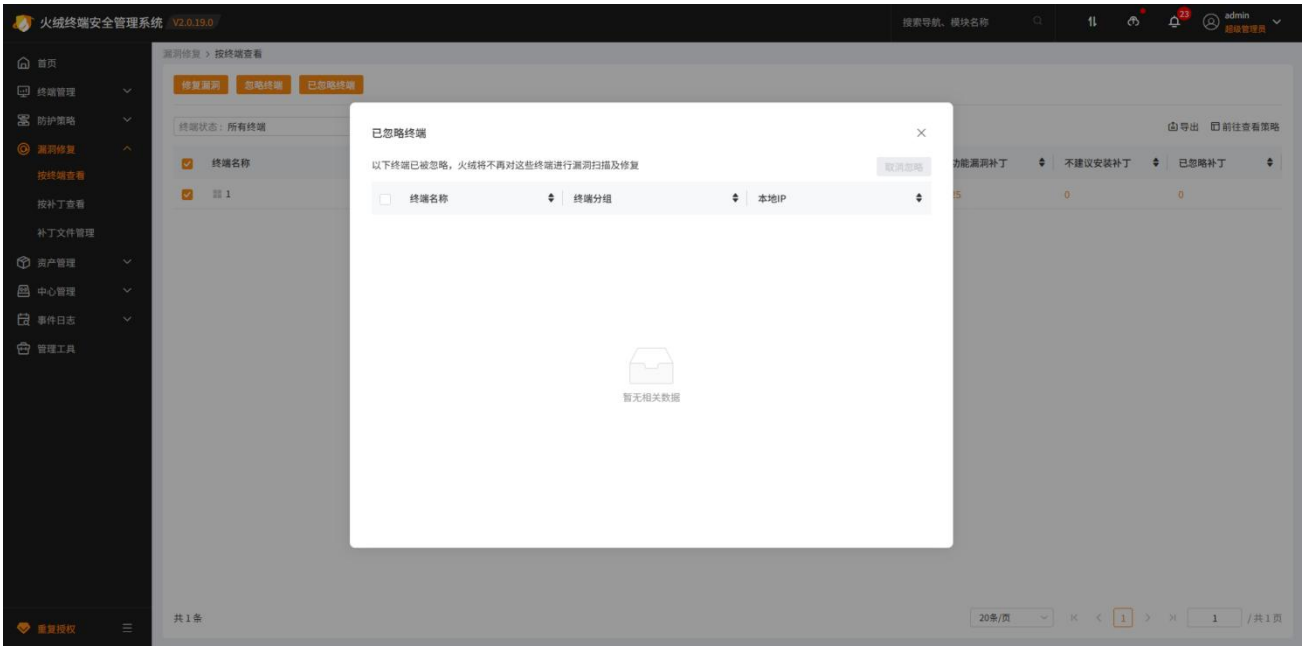 火绒终端安全管理系统 V2.0.19.0
搜索导航、模块名称
23
admin
超级管理员
首页
终端管理
防护策略
漏洞修复
按终端查看
按补丁查看
补丁文件管理
资产管理
中心管理
事件日志
管理工具
重复授权
漏洞修复 > 按终端查看
修复漏洞 忽略终端 已忽略终端
终端状态：所有终端
导出 前往查看策略
终端名称 功能漏洞补丁 不建议安装补丁 已忽略补丁
1 25 0 0
已忽略终端
以下终端已被忽略，火绒将不再对这些终端进行漏洞扫描及修复 取消忽略
终端名称 终端分组 本地IP
暂无相关数据
共1条
20条/页 1 1 /共1页